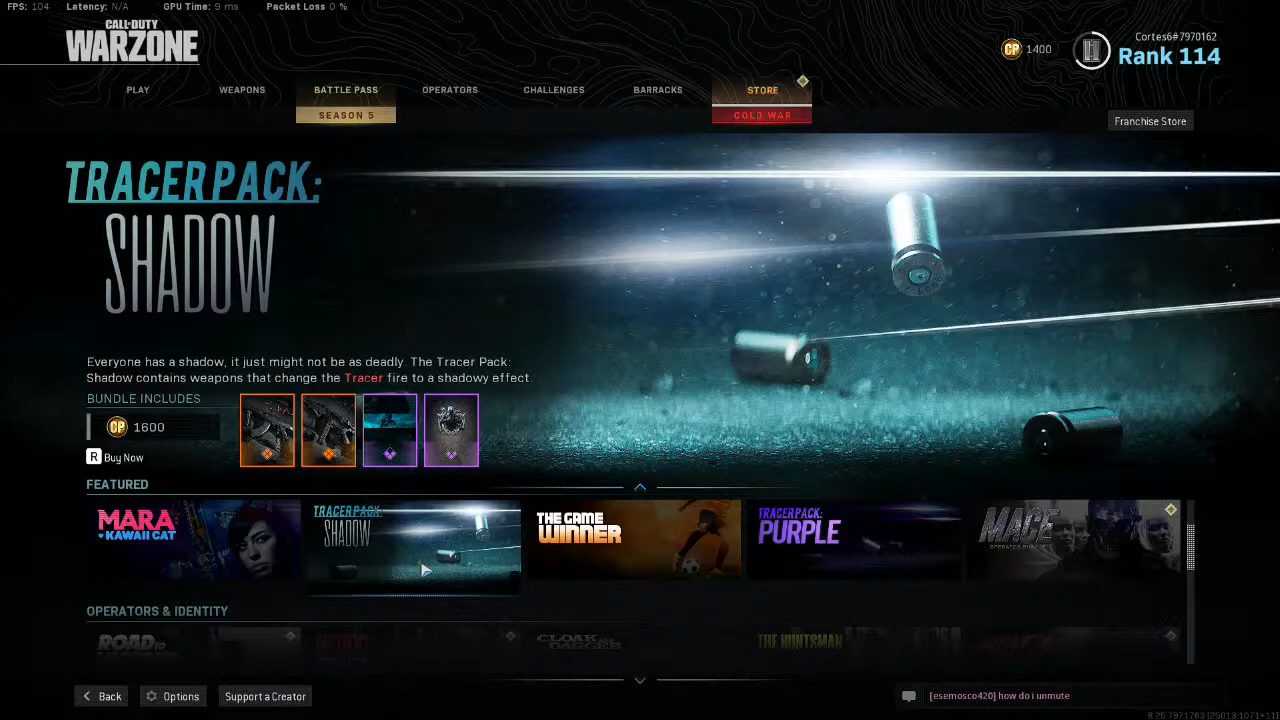 FPS: 104 Latency: N/A GPU Time: 9 ms Packet Loss 0 %
CALL OF DUTY
WARZONE
CP 1400
Cortes6#7970162
Rank 114
PLAY WEAPONS BATTLE PASS OPERATORS CHALLENGES BARRACKS STORE
SEASON 5 COLD WAR
Franchise Store
TRACER PACK:
SHADOW
Everyone has a shadow, it just might not be as deadly. The Tracer Pack:
Shadow contains weapons that change the Tracer fire to a shadowy effect.
BUNDLE INCLUDES
CP 1600
R Buy Now
FEATURED
MARA
KAWAII CAT
TRACER PACK:
SHADOW
THE GAME
WINNER
TRACER PACK:
PURPLE
MACE
OPERATORS & IDENTITY
ROAD TO
CLOAK AND
DAGGER
THE HUNTSMAN
Back Options Support a Creator
[esemosco420] how do i unmute